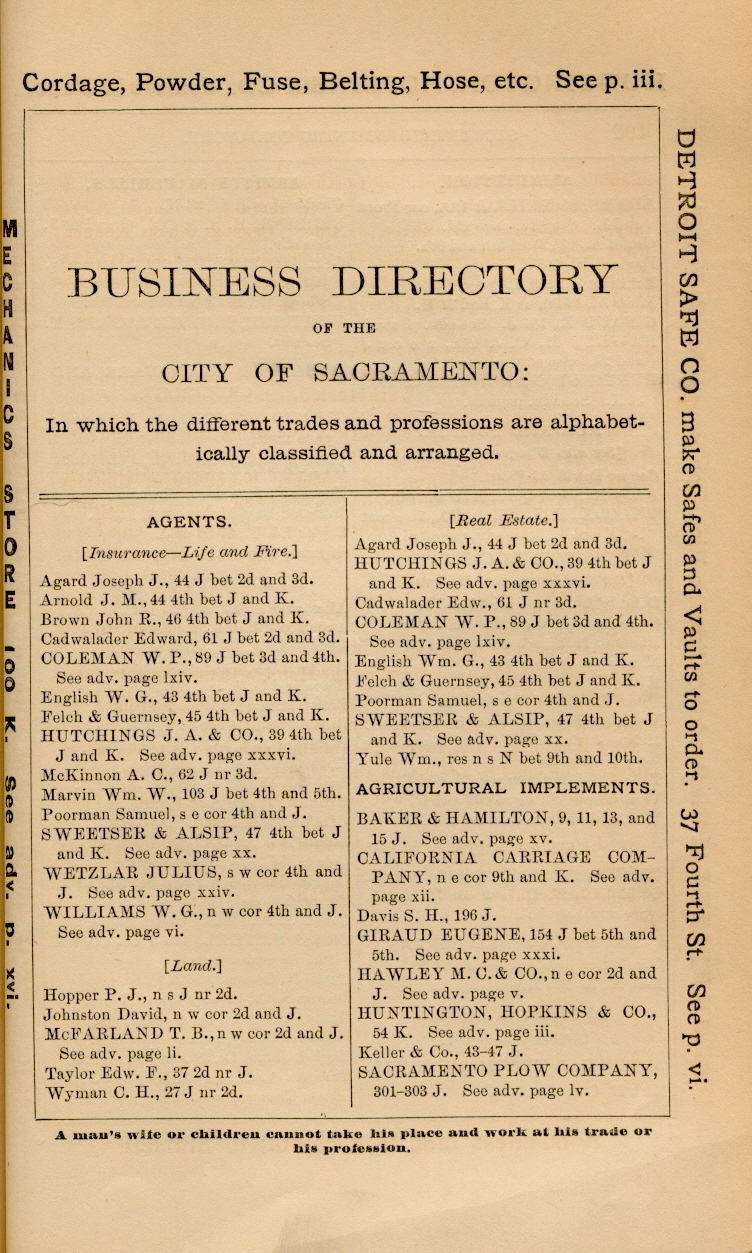 Cordage, Powder, Fuse, Belting, Hose, etc. See p. iii.
MECHANICS STORE 100 K. See adv. p. xvi.
BUSINESS DIRECTORY
OF THE
CITY OF SACRAMENTO:
In which the different trades and professions are alphabet-
ically classified and arranged.
AGENTS.
[Insurance—Life and Fire.]
Agard Joseph J., 44 J bet 2d and 3d.
Arnold J. M., 44 4th bet J and K.
Brown John R., 46 4th bet J and K.
Cadwalader Edward, 61 J bet 2d and 3d.
COLEMAN W. P., 89 J bet 3d and 4th.
See adv. page lxiv.
English W. G., 43 4th bet J and K.
Felch & Guernsey, 45 4th bet J and K.
HUTCHINGS J. A. & CO., 39 4th bet
J and K. See adv. page xxxvi.
McKinnon A. C., 62 J nr 3d.
Marvin Wm. W., 103 J bet 4th and 5th.
Poorman Samuel, s e cor 4th and J.
SWEETSER & ALSIP, 47 4th bet J
and K. See adv. page xx.
WETZLAR JULIUS, s w cor 4th and
J. See adv. page xxiv.
WILLIAMS W. G., n w cor 4th and J.
See adv. page vi.
[Land.]
Hopper P. J., n s J nr 2d.
Johnston David, n w cor 2d and J.
McFARLAND T. B., n w cor 2d and J.
See adv. page li.
Taylor Edw. F., 37 2d nr J.
Wyman C. H., 27 J nr 2d.
[Real Estate.]
Agard Joseph J., 44 J bet 2d and 3d.
HUTCHINGS J. A. & CO., 39 4th bet J
and K. See adv. page xxxvi.
Cadwalader Edw., 61 J nr 3d.
COLEMAN W. P., 89 J bet 3d and 4th.
See adv. page lxiv.
English Wm. G., 43 4th bet J and K.
Felch & Guernsey, 45 4th bet J and K.
Poorman Samuel, s e cor 4th and J.
SWEETSER & ALSIP, 47 4th bet J
and K. See adv. page xx.
Yule Wm., res n s N bet 9th and 10th.
AGRICULTURAL IMPLEMENTS.
BAKER & HAMILTON, 9, 11, 13, and
15 J. See adv. page xv.
CALIFORNIA CARRIAGE COM-
PANY, n e cor 9th and K. See adv.
page xii.
Davis S. H., 196 J.
GIRAUD EUGENE, 154 J bet 5th and
5th. See adv. page xxxi.
HAWLEY M. C. & CO., n e cor 2d and
J. See adv. page v.
HUNTINGTON, HOPKINS & CO.,
54 K. See adv. page iii.
Keller & Co., 43-47 J.
SACRAMENTO PLOW COMPANY,
301-303 J. See adv. page lv.
DETROIT SAFE CO. make Safes and Vaults to order. 37 Fourth St. See p. vi.
A man's wife or children cannot take his place and work at his trade or
his profession.